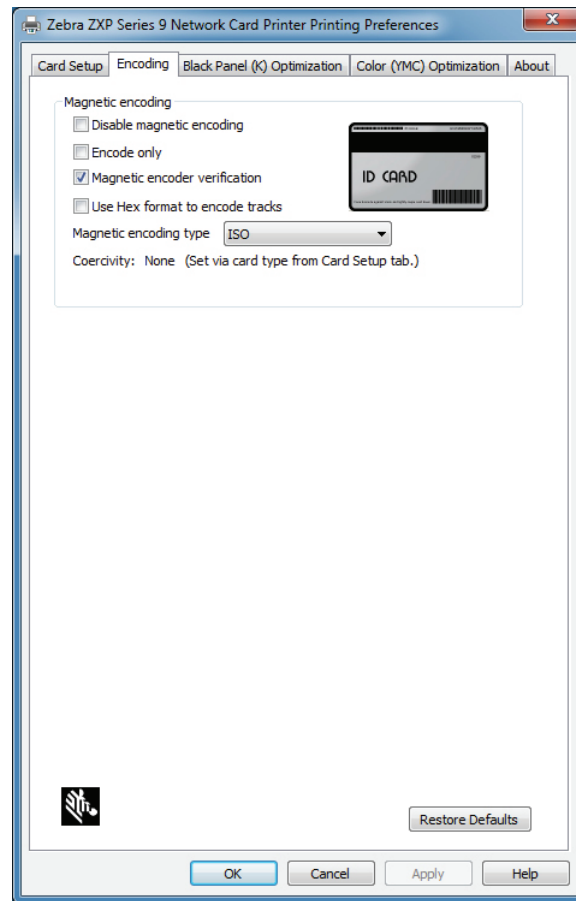 Zebra ZXP Series 9 Network Card Printer Printing Preferences
Card Setup Encoding Black Panel (K) Optimization Color (YMC) Optimization About
Magnetic encoding
Disable magnetic encoding
Encode only
Magnetic encoder verification
Use Hex format to encode tracks
ID CARD
Magnetic encoding type ISO
Coercivity: None (Set via card type from Card Setup tab.)
Restore Defaults
OK Cancel Apply Help